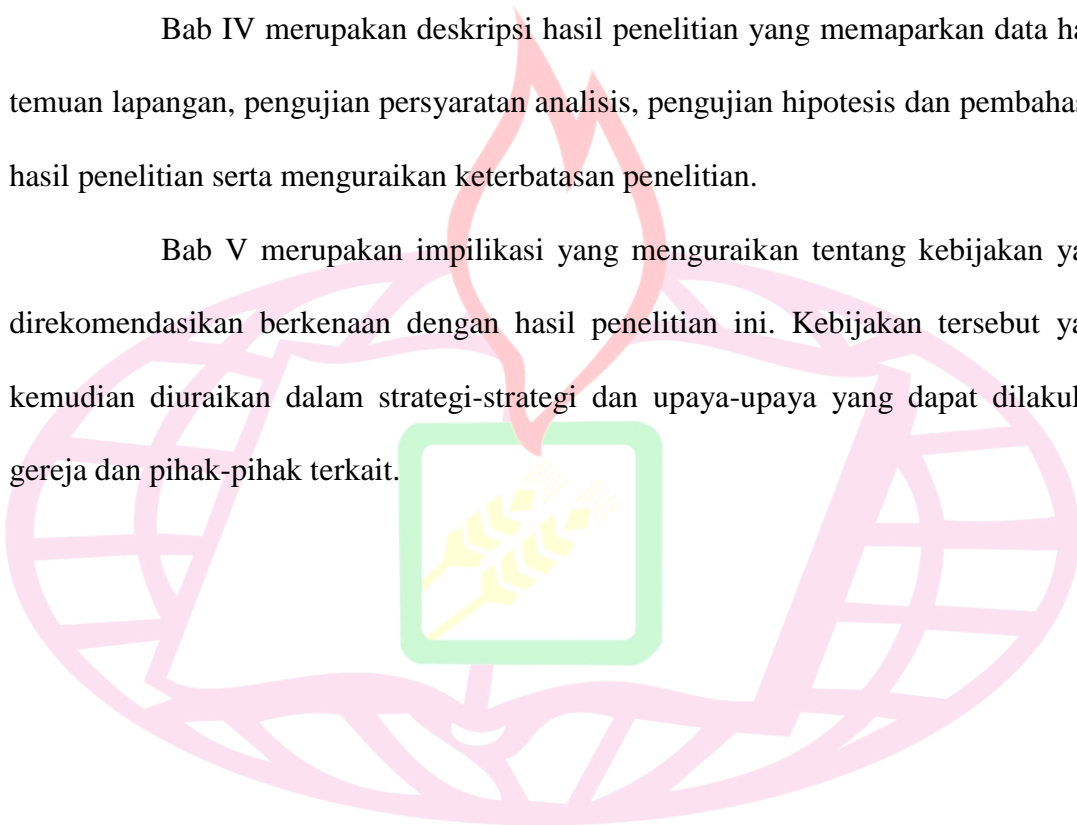 Bab IV merupakan deskripsi hasil penelitian yang memaparkan data ha
temuan lapangan, pengujian persyaratan analisis, pengujian hipotesis dan pembahas
hasil penelitian serta menguraikan keterbatasan penelitian.
Bab V merupakan impilikasi yang menguraikan tentang kebijakan ya
direkomendasikan berkenaan dengan hasil penelitian ini. Kebijakan tersebut ya
kemudian diuraikan dalam strategi-strategi dan upaya-upaya yang dapat dilakuk
gereja dan pihak-pihak terkait.